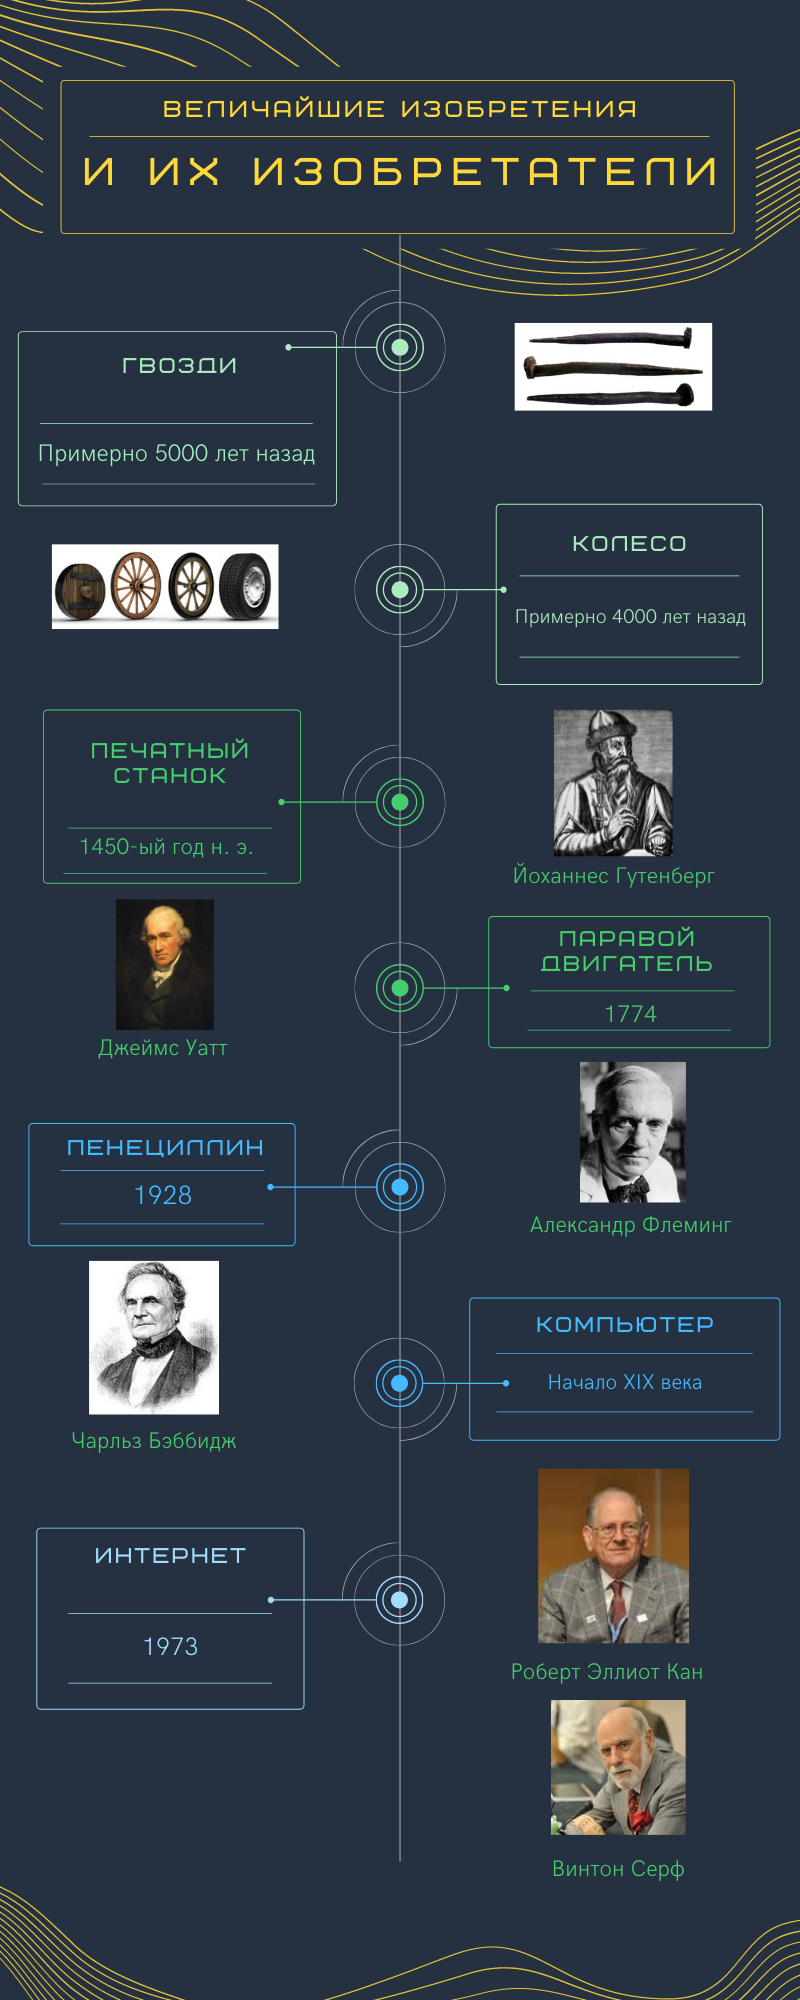 ВЕЛИЧАЙШИЕ ИЗОБРЕТЕНИЯ
И ИХ ИЗОБРЕТАТЕЛИ
ГВОЗДИ
Примерно 5000 лет назад
КОЛЕСО
Примерно 4000 лет назад
ПЕЧАТНЫЙ
СТАНОК
1450-ый год н. э.
Йоханнес Гутенберг
ПАРАВОЙ
ДВИГАТЕЛЬ
1774
Джеймс Уатт
ПЕНЕЦИЛЛИН
1928
Александр Флеминг
КОМПЬЮТЕР
Начало XIX века
Чарльз Бэббидж
ИНТЕРНЕТ
1973
Роберт Эллиот Кан
Винтон Серф